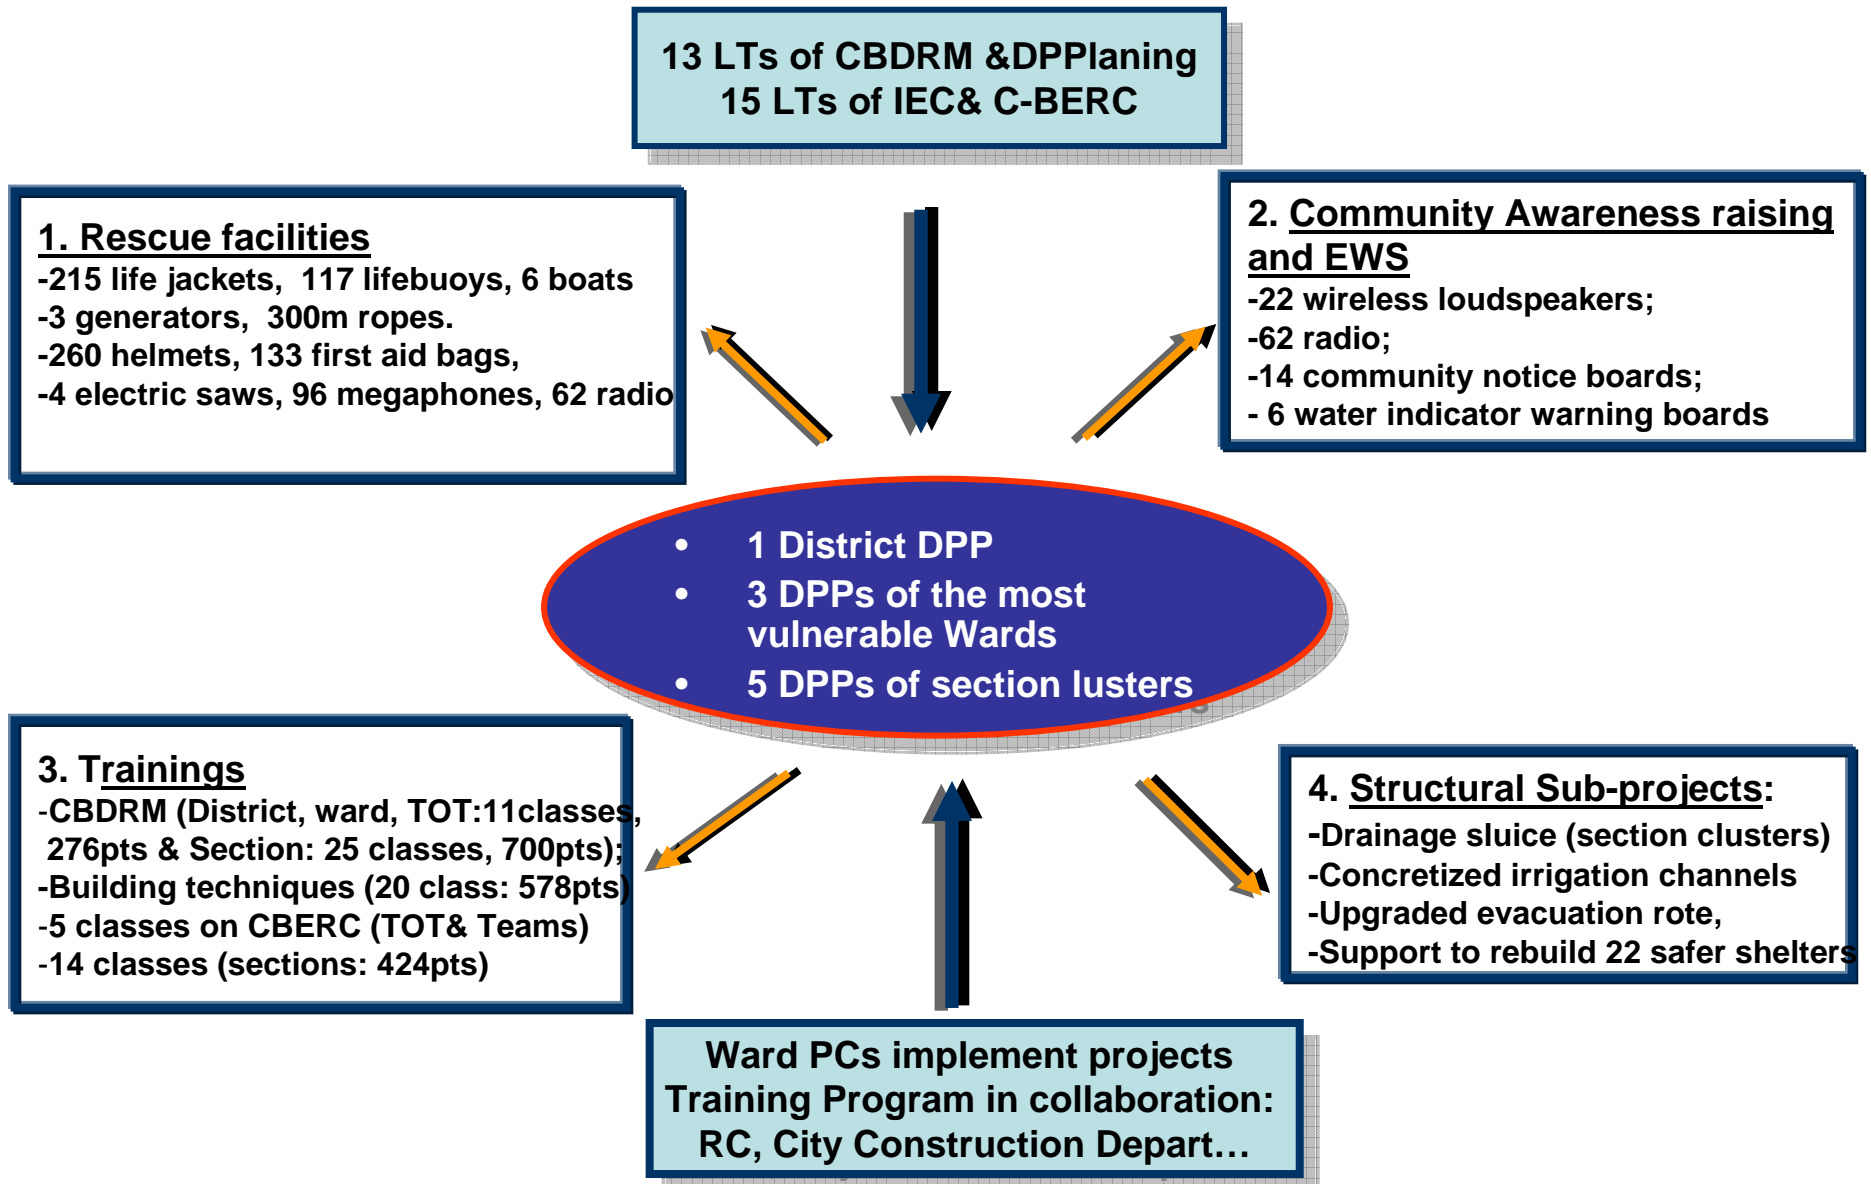 13 LTs of CBDRM &DPPlaning
15 LTs of IEC& C-BERC
1. Rescue facilities
-215 life jackets, 117 lifebuoys, 6 boats
-3 generators, 300m ropes.
-260 helmets, 133 first aid bags,
-4 electric saws, 96 megaphones, 62 radio
2. Community Awareness raising
and EWS
-22 wireless loudspeakers;
-62 radio;
-14 community notice boards;
- 6 water indicator warning boards
• 1 District DPP
• 3 DPPs of the most
vulnerable Wards
• 5 DPPs of section lusters
3. Trainings
-CBDRM (District, ward, TOT:11classes,
276pts & Section: 25 classes, 700pts);
-Building techniques (20 class: 578pts)
-5 classes on CBERC (TOT& Teams)
-14 classes (sections: 424pts)
4. Structural Sub-projects:
-Drainage sluice (section clusters)
-Concretized irrigation channels
-Upgraded evacuation rote,
-Support to rebuild 22 safer shelters
Ward PCs implement projects
Training Program in collaboration:
RC, City Construction Depart…